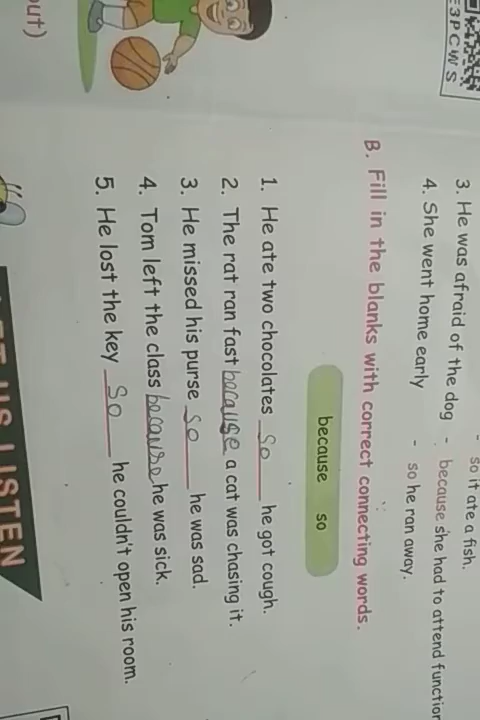 E3PCWS
so it ate a fish.
3. He was afraid of the dog - because she had to attend function
4. She went home early - so he ran away.
B. Fill in the blanks with correct connecting words.
because so
1. He ate two chocolates so he got cough.
2. The rat ran fast because a cat was chasing it.
3. He missed his purse so he was sad.
4. Tom left the class because he was sick.
5. He lost the key so he couldn't open his room.
US LISTEN
out)